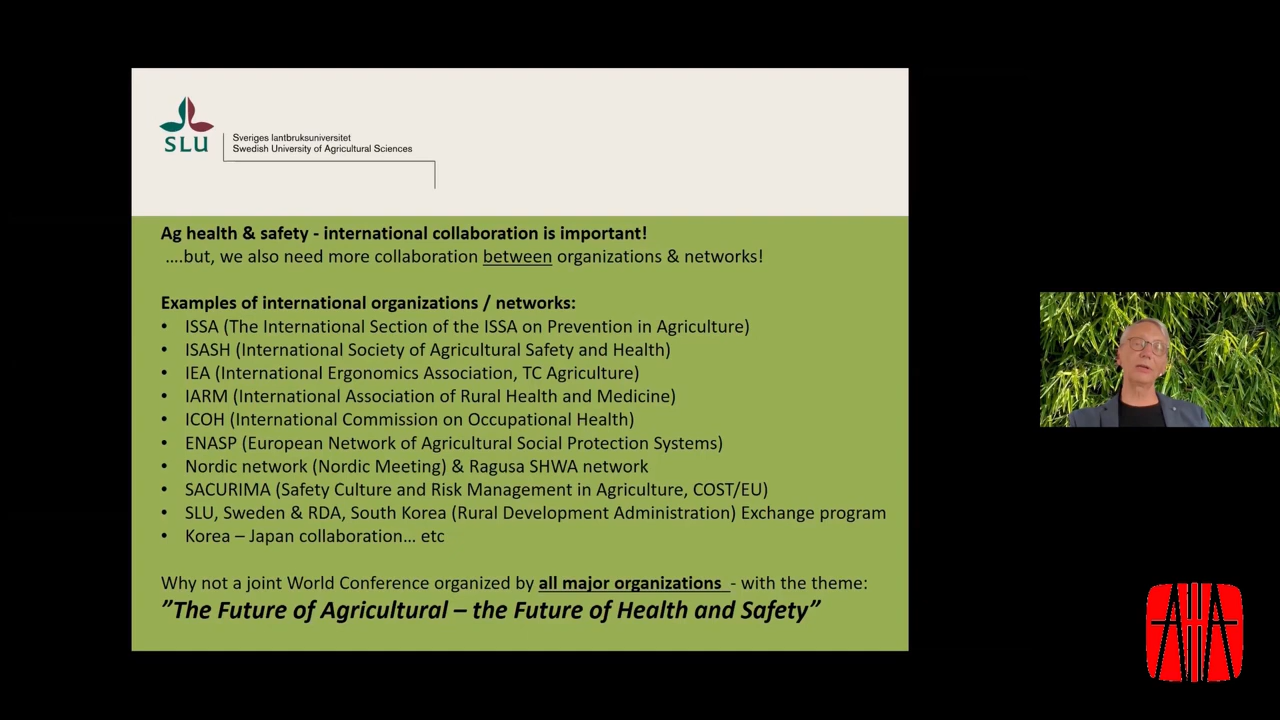 SLU
Sveriges lantbruksuniversitet
Swedish University of Agricultural Sciences
Ag health & safety - international collaboration is important!
….but, we also need more collaboration between organizations & networks!
Examples of international organizations / networks:
• ISSA (The International Section of the ISSA on Prevention in Agriculture)
• ISASH (International Society of Agricultural Safety and Health)
• IEA (International Ergonomics Association, TC Agriculture)
• IARM (International Association of Rural Health and Medicine)
• ICOH (International Commission on Occupational Health)
• ENASP (European Network of Agricultural Social Protection Systems)
• Nordic network (Nordic Meeting) & Ragusa SHWA network
• SACURIMA (Safety Culture and Risk Management in Agriculture, COST/EU)
• SLU, Sweden & RDA, South Korea (Rural Development Administration) Exchange program
• Korea – Japan collaboration… etc
Why not a joint World Conference organized by all major organizations - with the theme:
”The Future of Agricultural – the Future of Health and Safety”